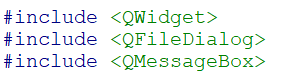 #include <QWidget>
#include <QFileDialog>
#include <QMessageBox>